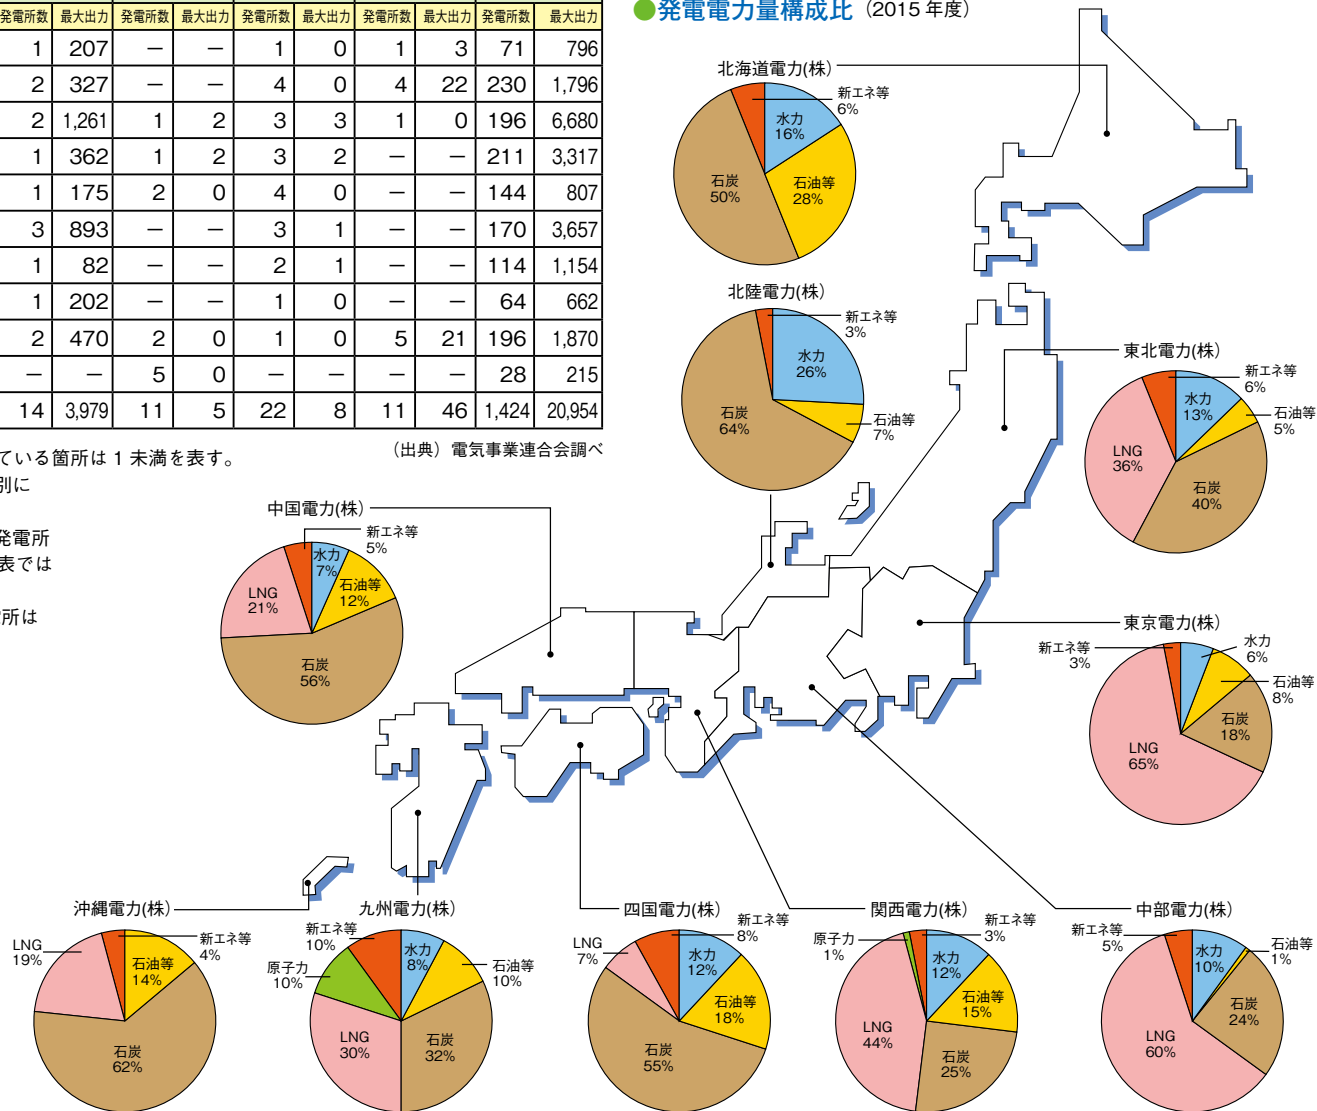 発電所数 最大出力 発電所数 最大出力 発電所数 最大出力 発電所数 最大出力 発電所数 最大出力
1 207 － － 1 0 1 3 71 796
2 327 － － 4 0 4 22 230 1,796
2 1,261 1 2 3 3 1 0 196 6,680
1 362 1 2 3 2 － － 211 3,317
1 175 2 0 4 0 － － 144 807
3 893 － － 3 1 － － 170 3,657
1 82 － － 2 1 － － 114 1,154
1 202 － － 1 0 － － 64 662
2 470 2 0 1 0 5 21 196 1,870
－ － 5 0 － － － － 28 215
14 3,979 11 5 22 8 11 46 1,424 20,954
（出典）電気事業連合会調べ
ている箇所は 1 未満を表す。
別に
発電所
表では
所は
●発電電力量構成比（2015 年度）
北海道電力(株)
新エネ等
6%
水力
16%
石油等
28%
石炭
50%
北陸電力(株)
新エネ等
3%
水力
26%
石油等
7%
石炭
64%
東北電力(株)
新エネ等
6%
水力
13%
石油等
5%
LNG
36%
石炭
40%
中国電力(株)
新エネ等
5%
水力
7%
石油等
12%
LNG
21%
石炭
56%
東京電力(株)
新エネ等
3%
水力
6%
石油等
8%
石炭
18%
LNG
65%
沖縄電力(株)
LNG
19%
新エネ等
4%
石油等
14%
石炭
62%
九州電力(株)
新エネ等
10%
原子力
10%
水力
8%
石油等
10%
LNG
30%
石炭
32%
四国電力(株)
LNG
7%
新エネ等
8%
水力
12%
石油等
18%
石炭
55%
関西電力(株)
原子力
1%
新エネ等
3%
水力
12%
石油等
15%
LNG
44%
石炭
25%
中部電力(株)
新エネ等
5%
水力
10%
石油等
1%
石炭
24%
LNG
60%